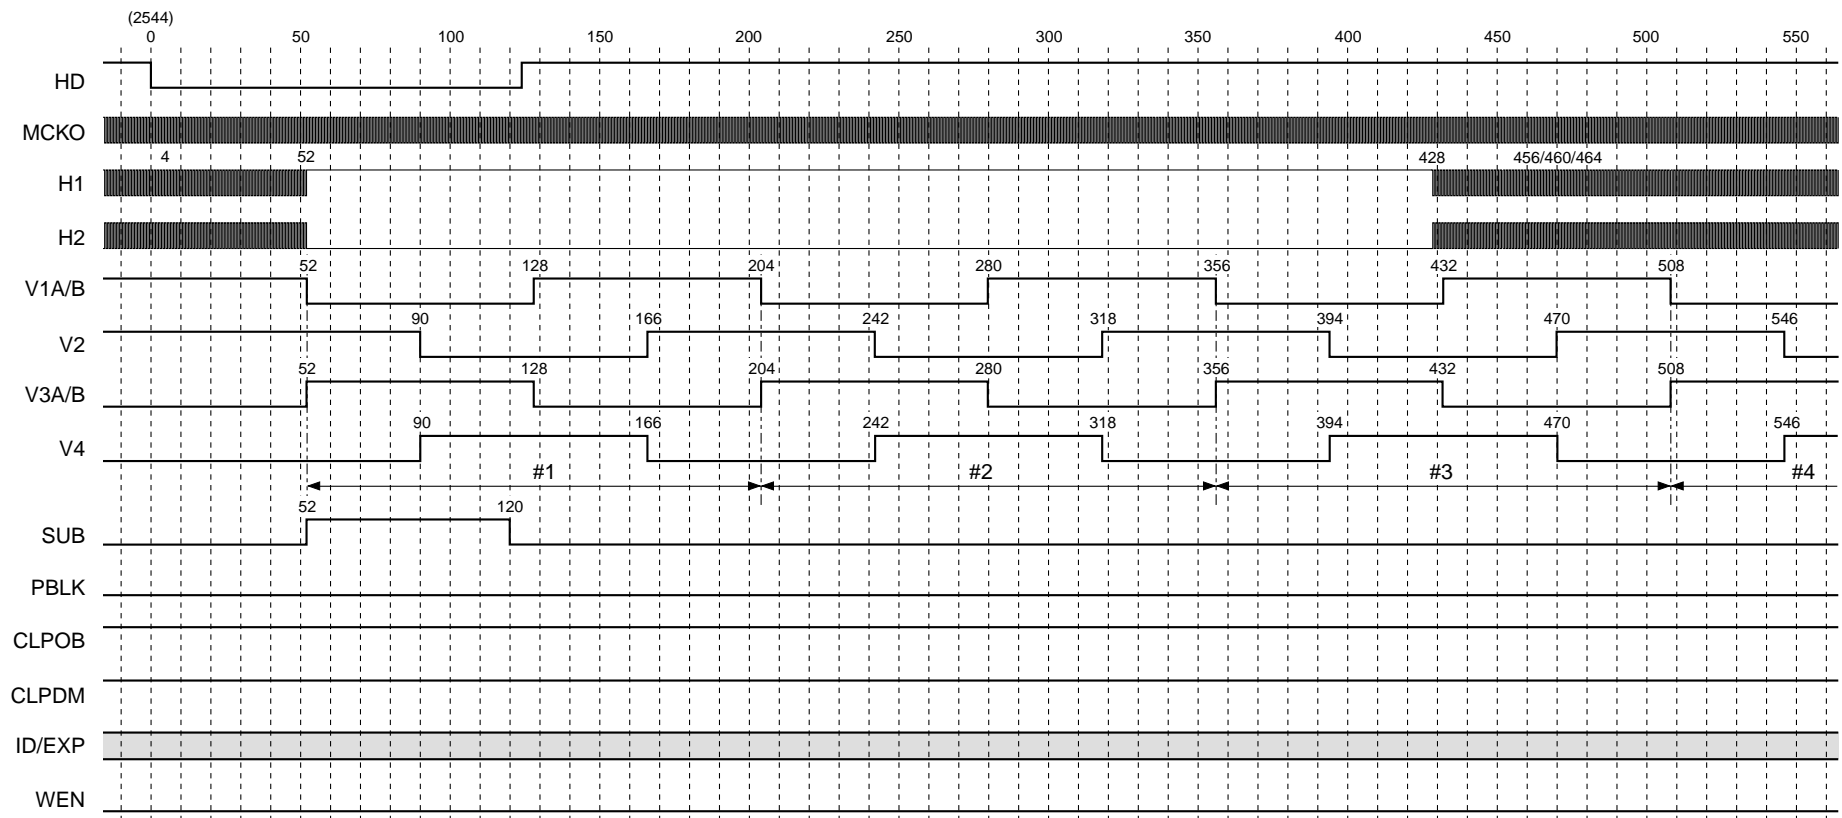 (2544)
0 50 100 150 200 250 300 350 400 450 500 550
HD
MCKO
4 52 428 456/460/464
H1
H2
52 128 204 280 356 432 508
V1A/B
90 166 242 318 394 470 546
V2
52 128 204 280 356 432 508
V3A/B
90 166 242 318 394 470 546
V4
#1 #2 #3 #4
52 120
SUB
PBLK
CLPOB
CLPDM
ID/EXP
WEN